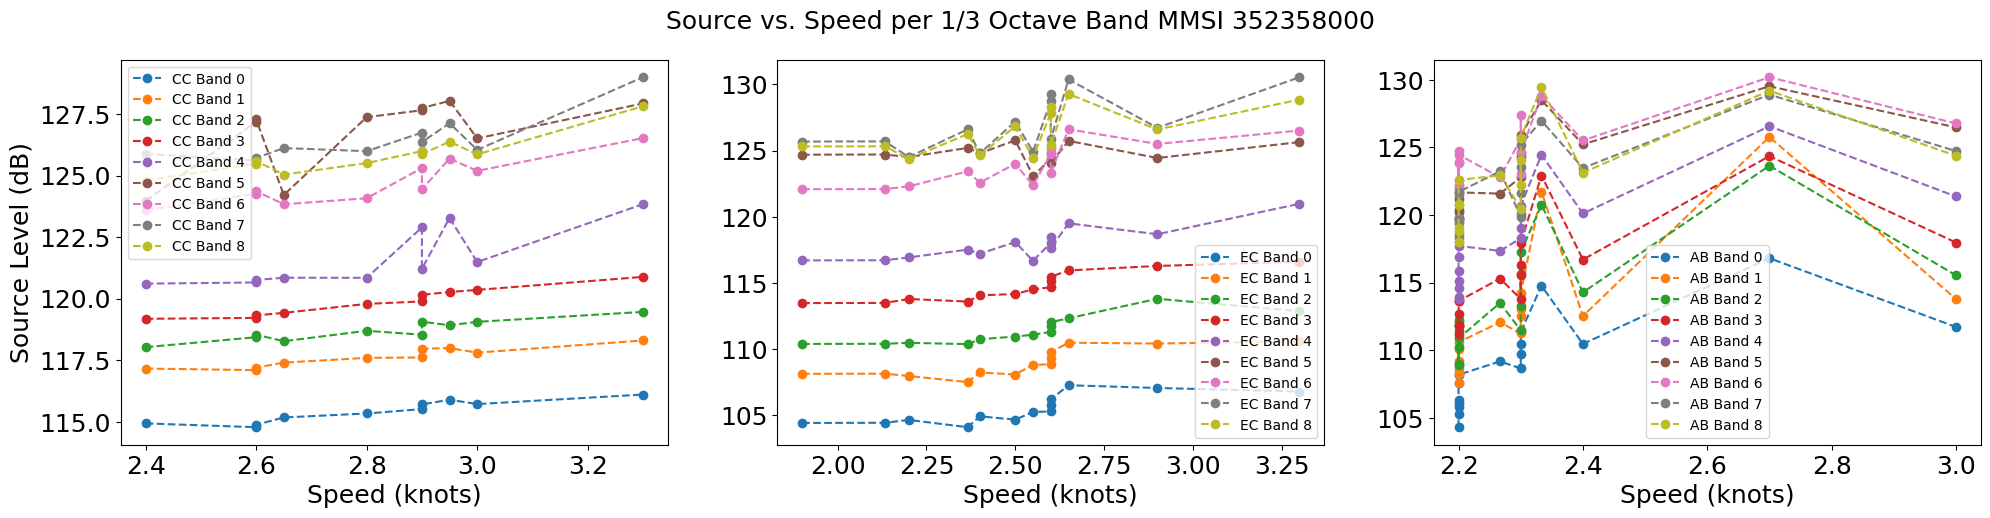 Source vs. Speed per 1/3 Octave Band MMSI 352358000
Source Level (dB)
127.5
125.0
122.5
120.0
117.5
115.0
CC Band 0
CC Band 1
CC Band 2
CC Band 3
CC Band 4
CC Band 5
CC Band 6
CC Band 7
CC Band 8
2.4 2.6 2.8 3.0 3.2
Speed (knots)
130
125
120
115
110
105
EC Band 0
EC Band 1
EC Band 2
EC Band 3
EC Band 4
EC Band 5
EC Band 6
EC Band 7
EC Band 8
2.00 2.25 2.50 2.75 3.00 3.25
Speed (knots)
130
125
120
115
110
105
AB Band 0
AB Band 1
AB Band 2
AB Band 3
AB Band 4
AB Band 5
AB Band 6
AB Band 7
AB Band 8
2.2 2.4 2.6 2.8 3.0
Speed (knots)